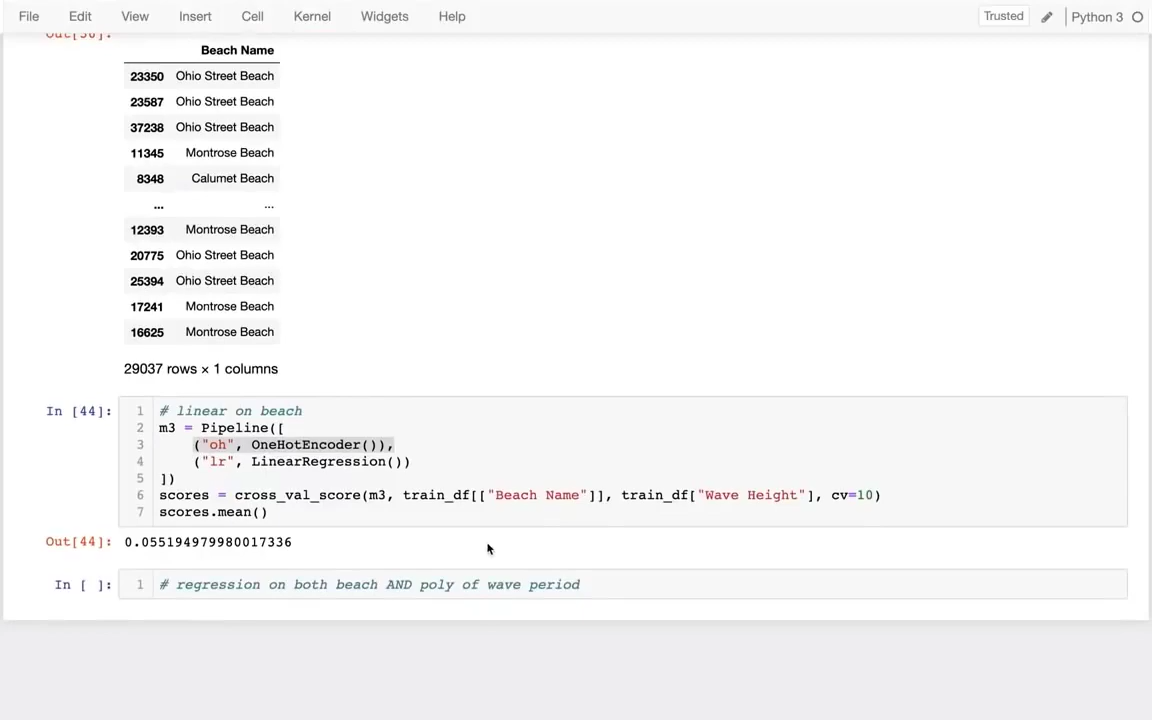 File Edit View Insert Cell Kernel Widgets Help Trusted Python 3
Out[36]:
Beach Name
23350 Ohio Street Beach
23587 Ohio Street Beach
37238 Ohio Street Beach
11345 Montrose Beach
8348 Calumet Beach
... ...
12393 Montrose Beach
20775 Ohio Street Beach
25394 Ohio Street Beach
17241 Montrose Beach
16625 Montrose Beach
29037 rows × 1 columns
In [44]: 1 # linear on beach
2 m3 = Pipeline([
3 ("oh", OneHotEncoder()),
4 ("lr", LinearRegression())
5 ])
6 scores = cross_val_score(m3, train_df[["Beach Name"]], train_df["Wave Height"], cv=10)
7 scores.mean()
Out[44]: 0.055194979980017336
In [ ]: 1 # regression on both beach AND poly of wave period